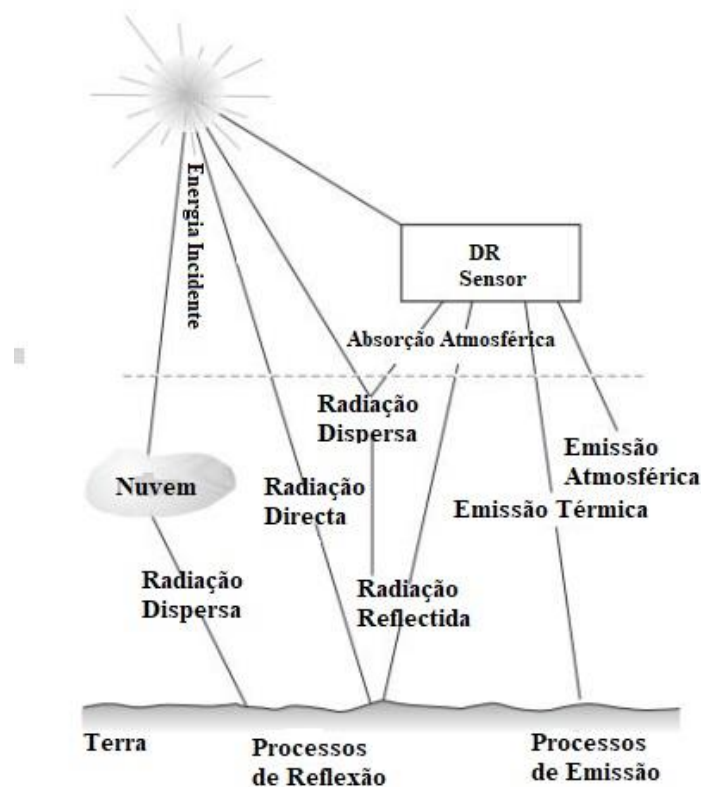 Energia Incidente
DR
Sensor
Absorção Atmosférica
Radiação
Dispersa
Emissão
Atmosférica
Nuvem
Radiação
Directa
Emissão Térmica
Radiação
Dispersa
Radiação
Reflectida
Terra
Processos
de Reflexão
Processos
de Emissão